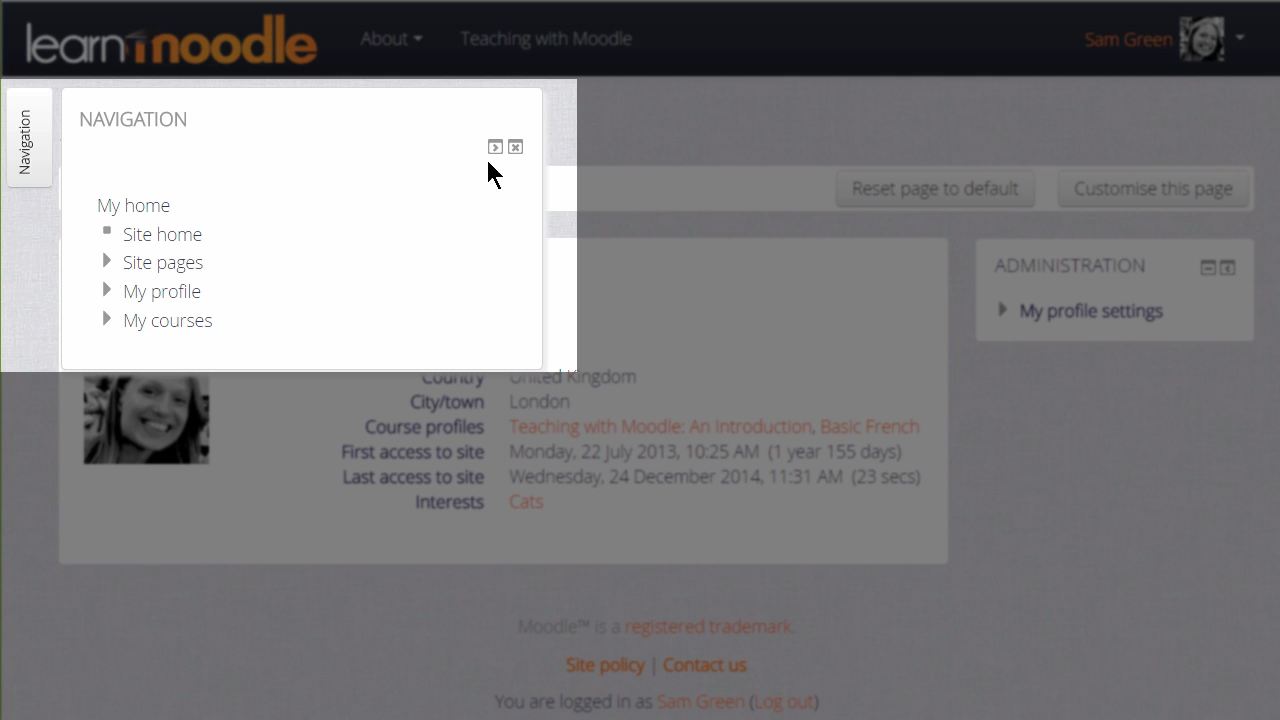 learn moodle
About
Teaching with Moodle
Sam Green
Navigation
NAVIGATION
My home
Site home
Site pages
My profile
My courses
Reset page to default
Customise this page
ADMINISTRATION
My profile settings
Country United Kingdom
City/town London
Course profiles Teaching with Moodle: An Introduction, Basic French
First access to site Monday, 22 July 2013, 10:25 AM (1 year 155 days)
Last access to site Wednesday, 24 December 2014, 11:31 AM (23 secs)
Interests Cats
Moodle™ is a registered trademark.
Site policy | Contact us
You are logged in as Sam Green (Log out)